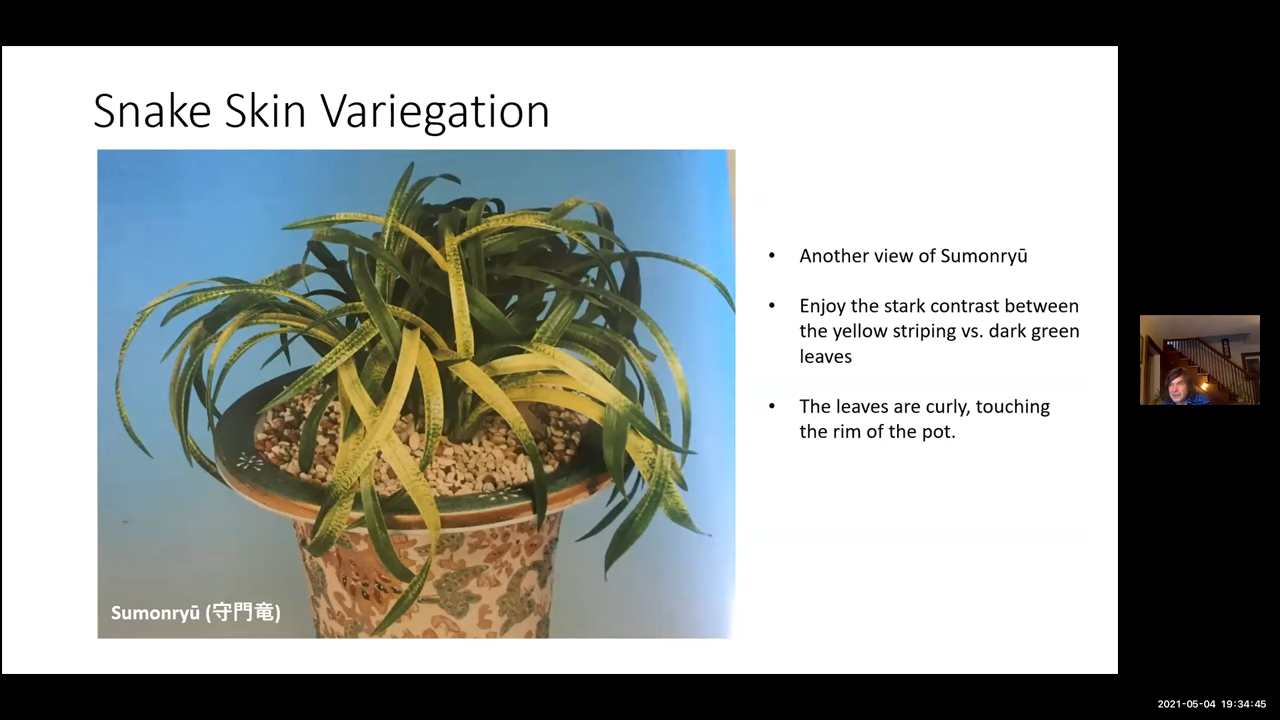 Snake Skin Variegation
• Another view of Sumonryū
• Enjoy the stark contrast between
the yellow striping vs. dark green
leaves
• The leaves are curly, touching
the rim of the pot.
Sumonryū (守門竜)
2021-05-04 19:34:45